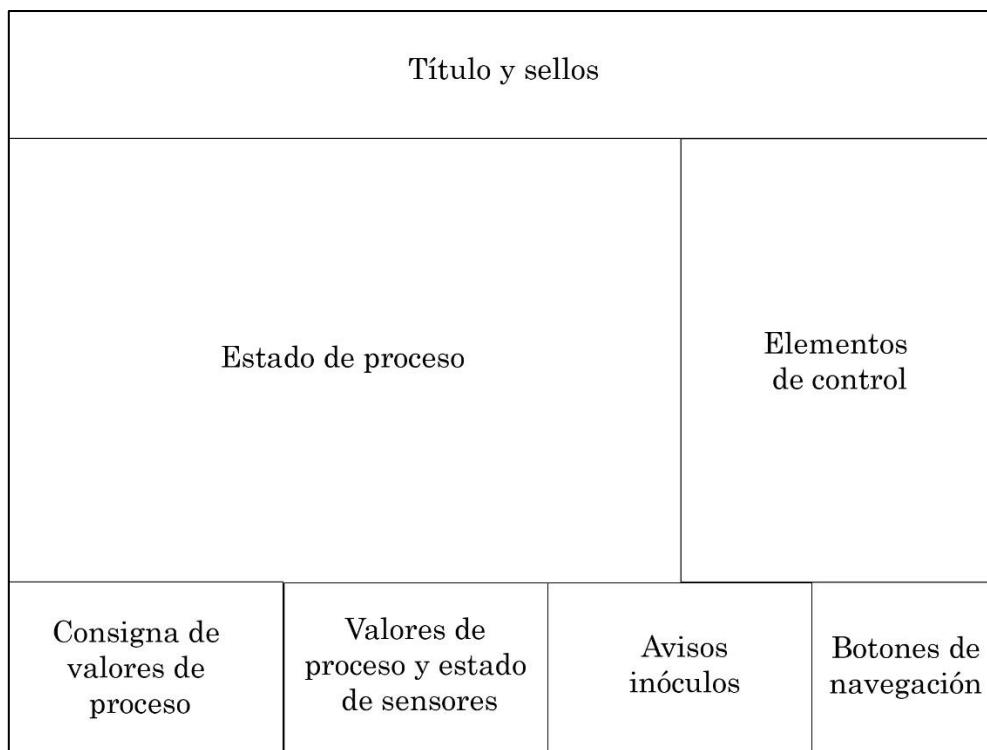 Título y sellos
Estado de proceso
Elementos
de control
Consigna de
valores de
proceso
Valores de
proceso y estado
de sensores
Avisos
inóculos
Botones de
navegación